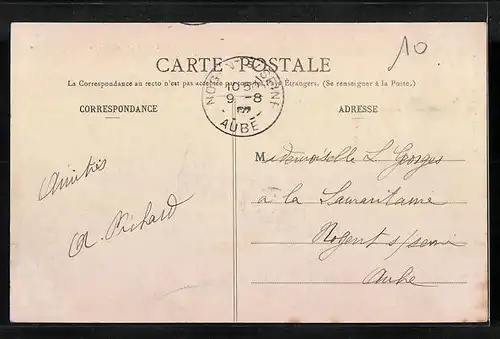 10
CARTE POSTALE
La Correspondance au recto n'est pas acceptée par tous les Pays Étrangers. (Se renseigner à la Poste.)
NOGENT-S-SEINE
10 5
9 -8
AUBE
CORRESPONDANCE
ADRESSE
Amitiés
A. Richard
Mademoiselle L. Georges
a la Samaritaine
Nogent s/seine
Aube